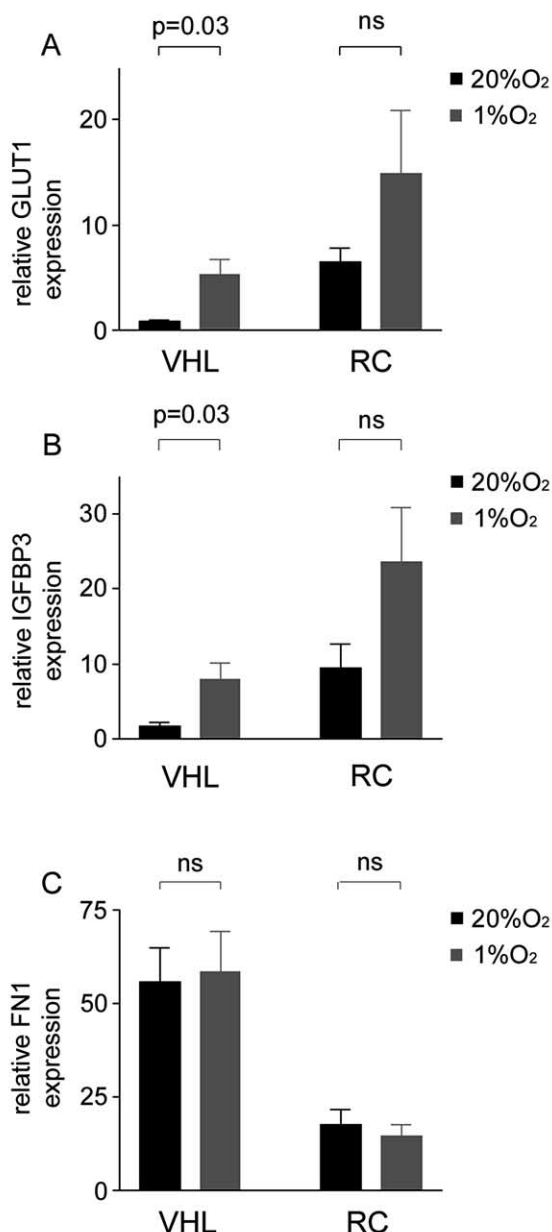 A
p=0.03 ns
20%O₂
1%O₂
relative GLUT1
expression
20
10
0
VHL RC
B
p=0.03 ns
20%O₂
1%O₂
relative IGFBP3
expression
30
20
10
0
VHL RC
C
ns ns
20%O₂
1%O₂
relative FN1
expression
75
50
25
0
VHL RC